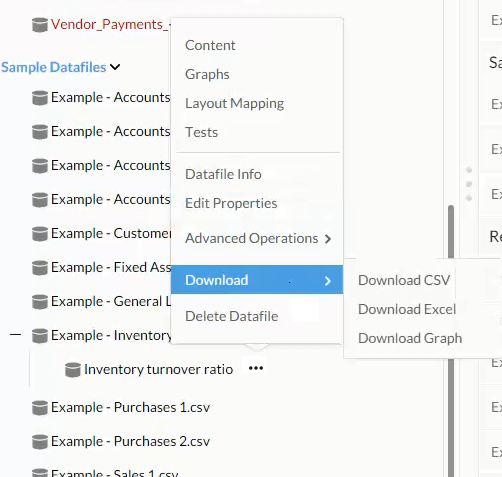 Vendor_Payments_
Content
Graphs
Layout Mapping
Tests
Datafile Info
Edit Properties
Advanced Operations
Download
Delete Datafile
Download CSV
Download Excel
Download Graph
Sample Datafiles
Example - Accounts
Example - Accounts
Example - Accounts
Example - Accounts
Example - Custome
Example - Fixed Ass
Example - General L
Example - Inventory
Inventory turnover ratio
Example - Purchases 1.csv
Example - Purchases 2.csv
Example - Sales 1.csv
Ex
Sa
Ex
Ex
Ex
Re
Ex
Ex
Ex